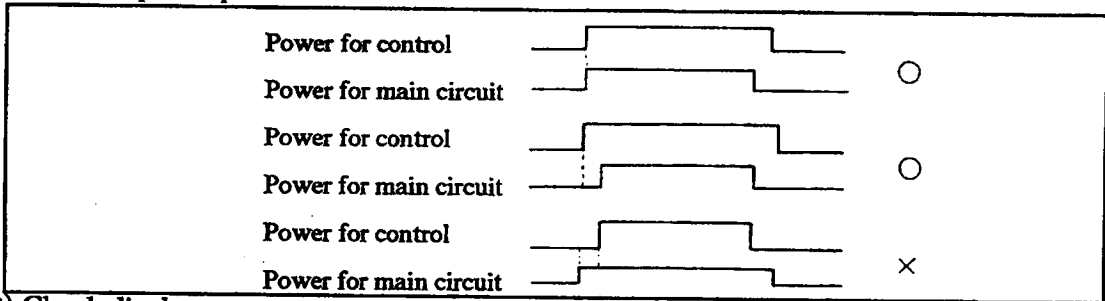 Power for control
○
Power for main circuit
Power for control
○
Power for main circuit
Power for control
×
Power for main circuit